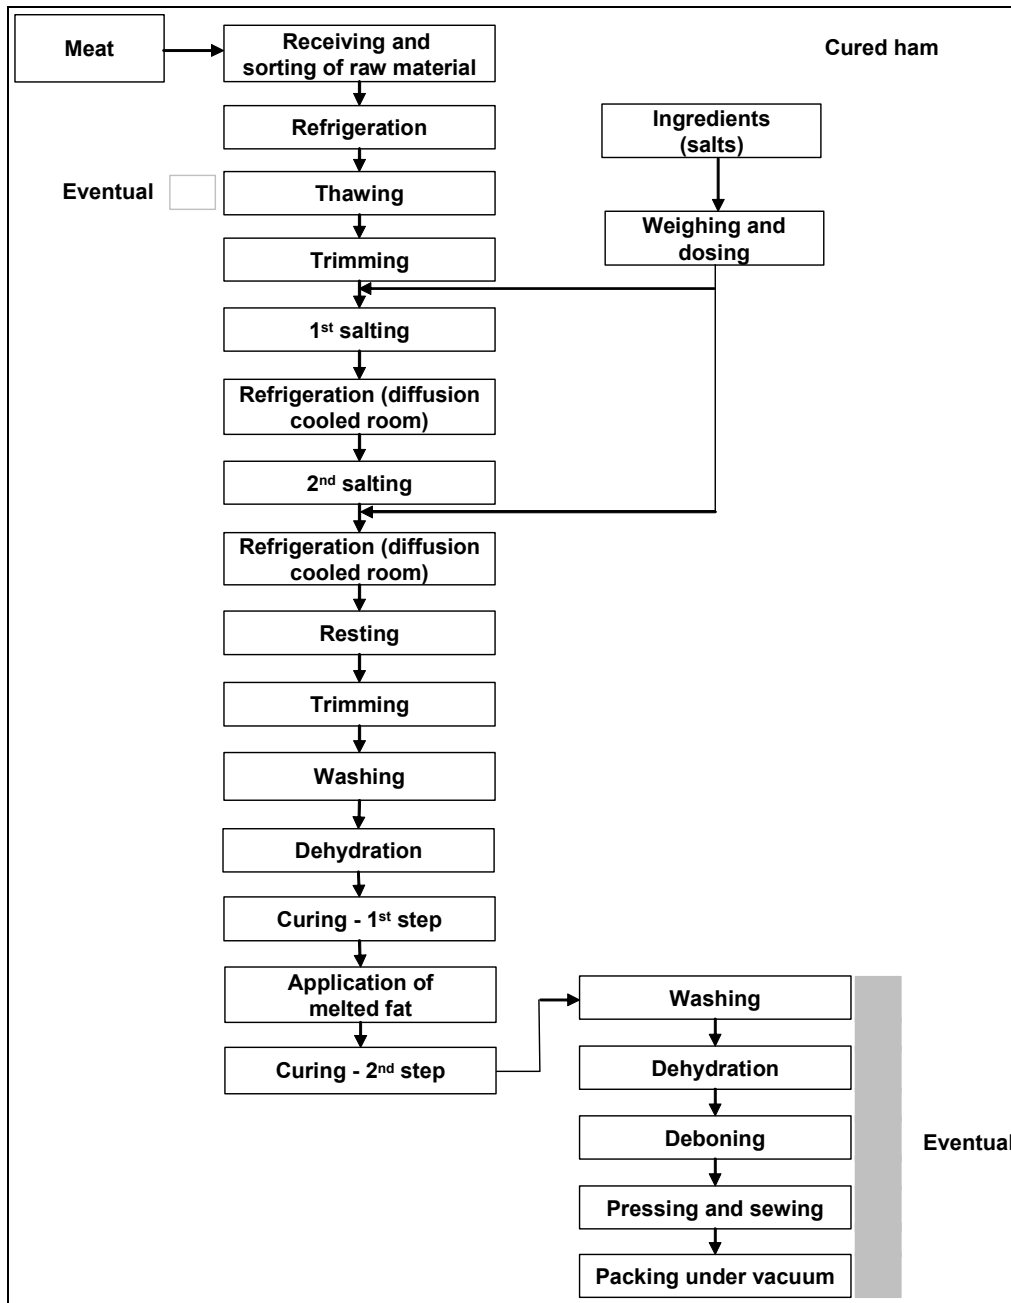 Meat
Receiving and
sorting of raw material
Cured ham
Refrigeration
Ingredients
(salts)
Eventual
Thawing
Weighing and
dosing
Trimming
1st salting
Refrigeration (diffusion
cooled room)
2nd salting
Refrigeration (diffusion
cooled room)
Resting
Trimming
Washing
Dehydration
Curing - 1st step
Application of
melted fat
Curing - 2nd step
Washing
Dehydration
Deboning
Eventual
Pressing and sewing
Packing under vacuum